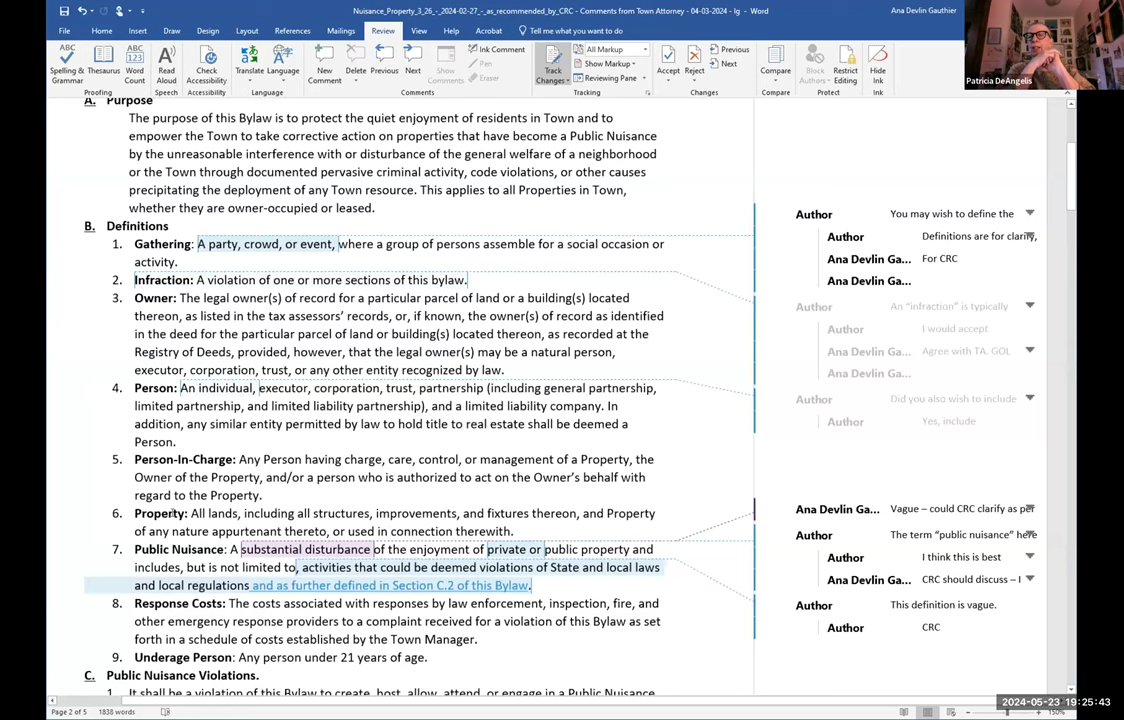 Nuisance_Property_3_26_-_2024-02-27_-_as_recommended_by_CRC - Comments from Town Attorney - 04-03-2024 - lg - Word
Ana Devlin Gauthier
File Home Insert Draw Design Layout References Mailings Review View Help Acrobat Tell me what you want to do
Spelling & Grammar
Thesaurus
Word Count
Read Aloud
Check Accessibility
Translate
Language
New Comment
Delete
Previous
Next
Show Comments
Ink Comment
Pen
Eraser
Track Changes
All Markup
Show Markup
Reviewing Pane
Accept
Reject
Previous
Next
Compare
Block Authors
Restrict Editing
Hide Ink
Proofing
Speech
Accessibility
Language
Comments
Tracking
Changes
Compare
Protect
Ink
Patricia DeAngelis
A. Purpose
The purpose of this Bylaw is to protect the quiet enjoyment of residents in Town and to
empower the Town to take corrective action on properties that have become a Public Nuisance
by the unreasonable interference with or disturbance of the general welfare of a neighborhood
or the Town through documented pervasive criminal activity, code violations, or other causes
precipitating the deployment of any Town resource. This applies to all Properties in Town,
whether they are owner-occupied or leased.
B. Definitions
1. Gathering: A party, crowd, or event, where a group of persons assemble for a social occasion or
activity.
2. Infraction: A violation of one or more sections of this bylaw.
3. Owner: The legal owner(s) of record for a particular parcel of land or a building(s) located
thereon, as listed in the tax assessors' records, or, if known, the owner(s) of record as identified
in the deed for the particular parcel of land or building(s) located thereon, as recorded at the
Registry of Deeds, provided, however, that the legal owner(s) may be a natural person,
executor, corporation, trust, or any other entity recognized by law.
4. Person: An individual, executor, corporation, trust, partnership (including general partnership,
limited partnership, and limited liability partnership), and a limited liability company. In
addition, any similar entity permitted by law to hold title to real estate shall be deemed a
Person.
5. Person-In-Charge: Any Person having charge, care, control, or management of a Property, the
Owner of the Property, and/or a person who is authorized to act on the Owner's behalf with
regard to the Property.
6. Property: All lands, including all structures, improvements, and fixtures thereon, and Property
of any nature appurtenant thereto, or used in connection therewith.
7. Public Nuisance: A substantial disturbance of the enjoyment of private or public property and
includes, but is not limited to, activities that could be deemed violations of State and local laws
and local regulations and as further defined in Section C.2 of this Bylaw.
8. Response Costs: The costs associated with responses by law enforcement, inspection, fire, and
other emergency response providers to a complaint received for a violation of this Bylaw as set
forth in a schedule of costs established by the Town Manager.
9. Underage Person: Any person under 21 years of age.
C. Public Nuisance Violations.
1. It shall be a violation of this Bylaw to create, host, allow, attend, or engage in a Public Nuisance
Author You may wish to define the
Author Definitions are for clarity,
Ana Devlin Ga... For CRC
Ana Devlin Ga...
Author An "infraction" is typically
Author I would accept
Ana Devlin Ga... Agree with TA. GOL
Ana Devlin Ga...
Author Did you also wish to include
Author Yes, include
Ana Devlin Ga... Vague – could CRC clarify as per
Author The term "public nuisance" here
Author I think this is best
Ana Devlin Ga... CRC should discuss – I
Author This definition is vague.
Author CRC
Page 2 of 5 1838 words
150%
2024-05-23 19:25:43